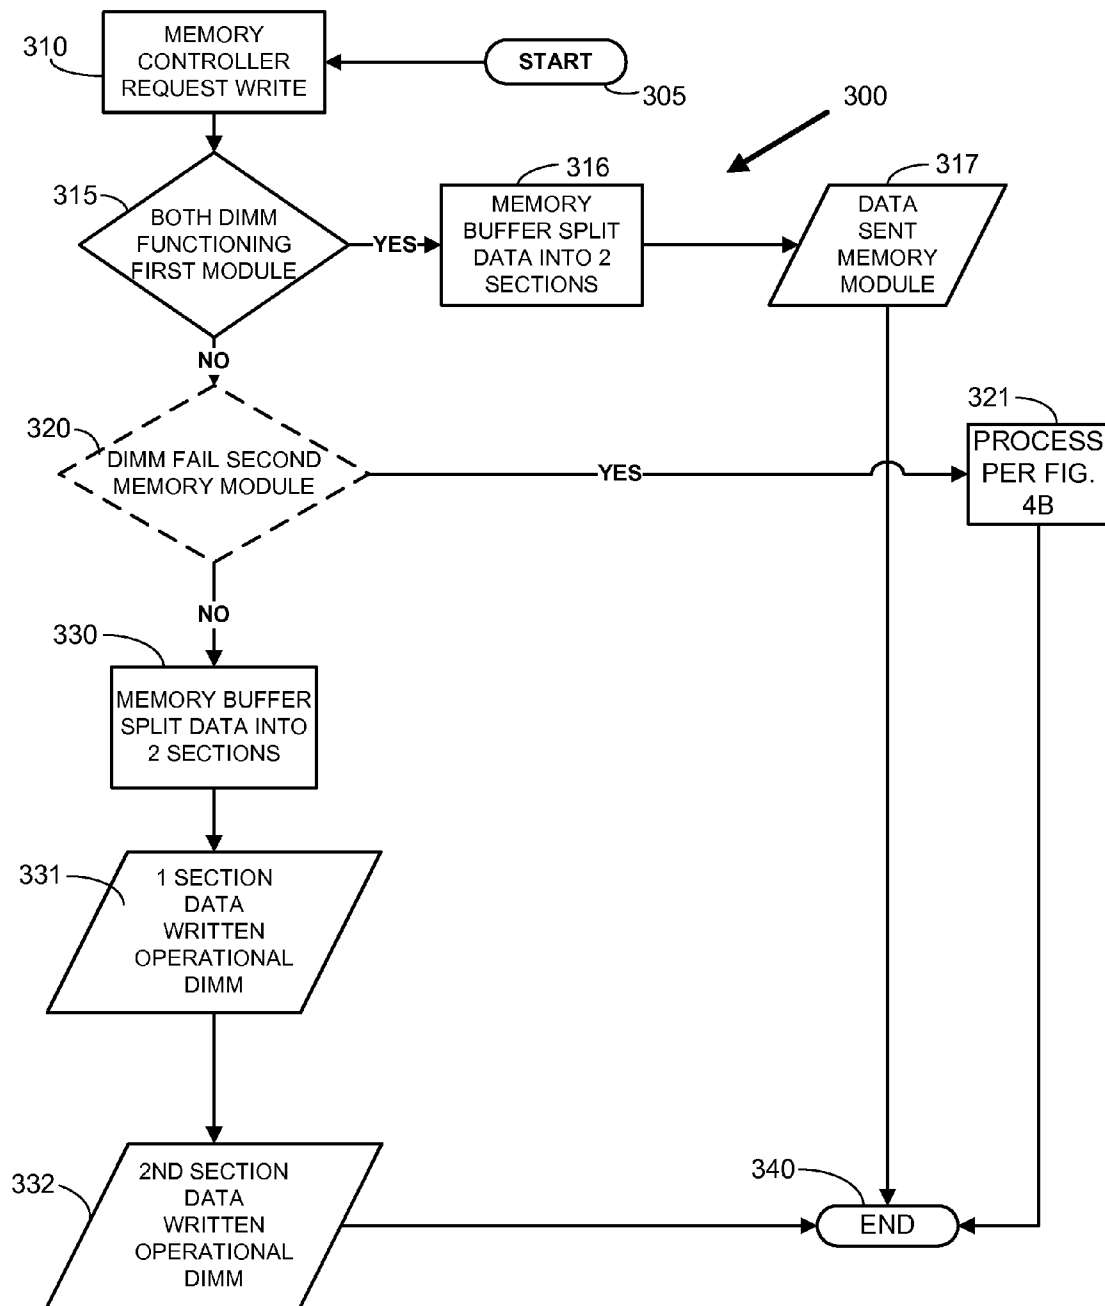 310
MEMORY
CONTROLLER
REQUEST WRITE
START
305
300
315
BOTH DIMM
FUNCTIONING
FIRST MODULE
YES
316
MEMORY
BUFFER SPLIT
DATA INTO 2
SECTIONS
317
DATA
SENT
MEMORY
MODULE
NO
320
DIMM FAIL SECOND
MEMORY MODULE
YES
321
PROCESS
PER FIG.
4B
NO
330
MEMORY BUFFER
SPLIT DATA INTO
2 SECTIONS
331
1 SECTION
DATA
WRITTEN
OPERATIONAL
DIMM
332
2ND SECTION
DATA
WRITTEN
OPERATIONAL
DIMM
340
END